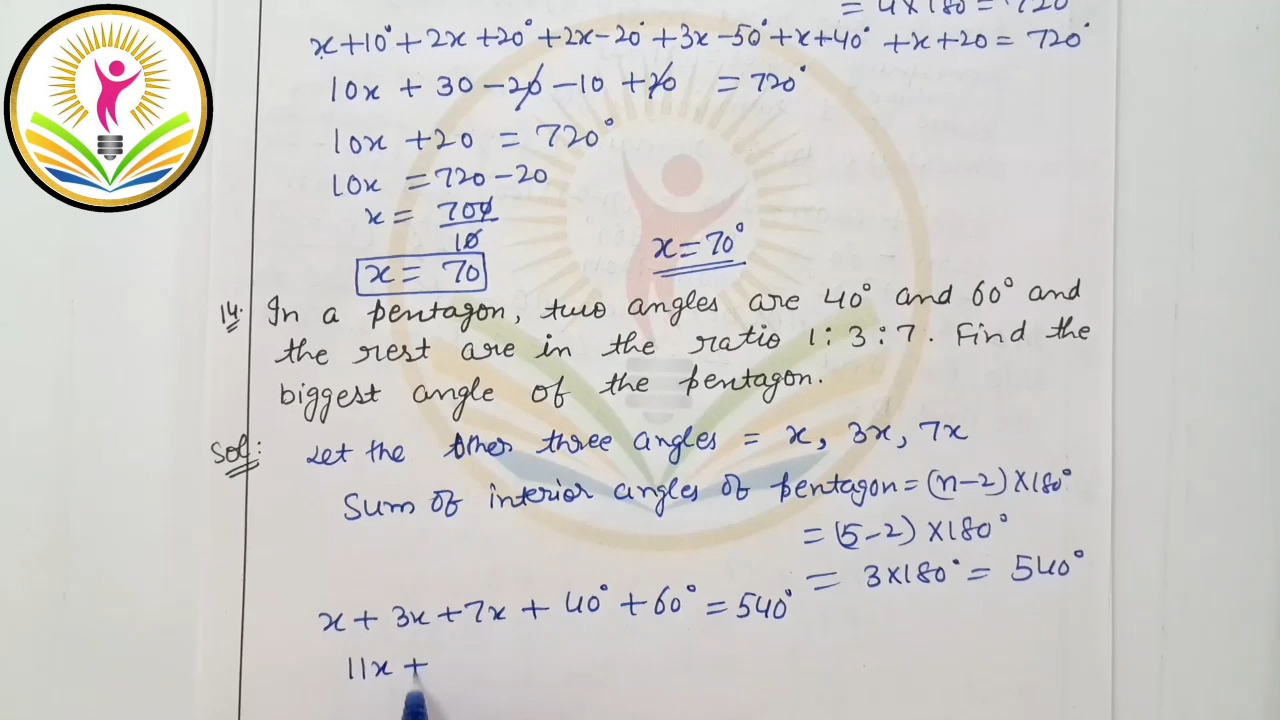 = 4 × 180 = 720
x + 10° + 2x + 20° + 2x - 20° + 3x - 50° + x + 40° + x + 20 = 720°
10x + 30 - 20 - 10 + 20 = 720°
10x + 20 = 720°
10x = 720 - 20
x = 700/10
x = 70
x = 70°
14. In a pentagon, two angles are 40° and 60° and
the rest are in the ratio 1 : 3 : 7. Find the
biggest angle of the pentagon.
Sol: Let the other three angles = x, 3x, 7x
Sum of interior angles of pentagon = (n-2) × 180°
= (5-2) × 180°
= 3 × 180° = 540°
x + 3x + 7x + 40° + 60° = 540°
11x +